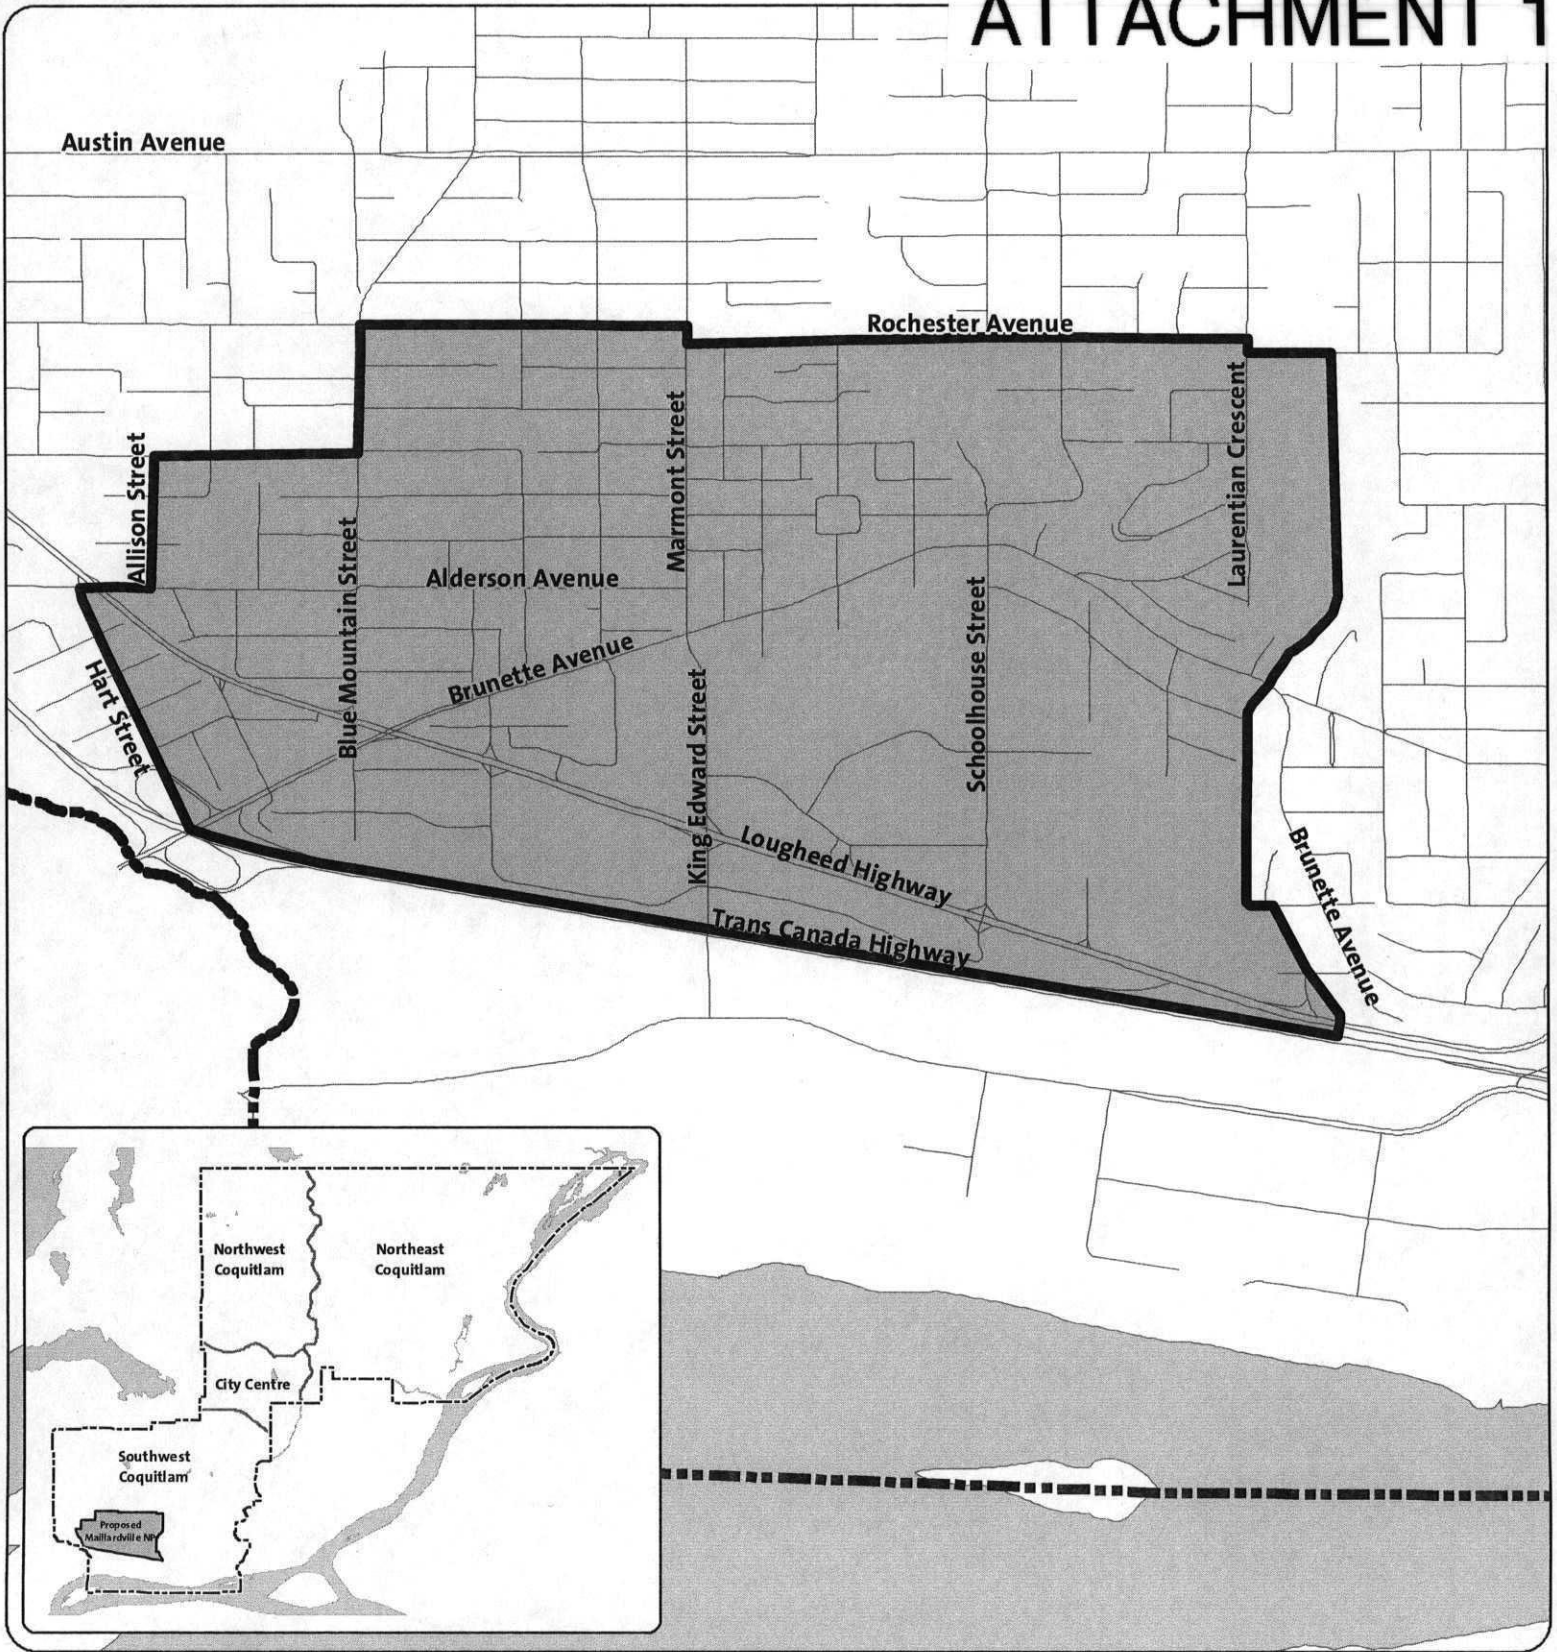 ATTACHMENT 1
Austin Avenue
Rochester Avenue
Allison Street
Marmont Street
Laurentian Crescent
Blue Mountain Street
Alderson Avenue
Schoolhouse Street
Hart Street
Brunette Avenue
King Edward Street
Lougheed Highway
Brunette Avenue
Trans Canada Highway
Northwest
Coquitlam
Northeast
Coquitlam
City Centre
Southwest
Coquitlam
Proposed
Maillardville NP